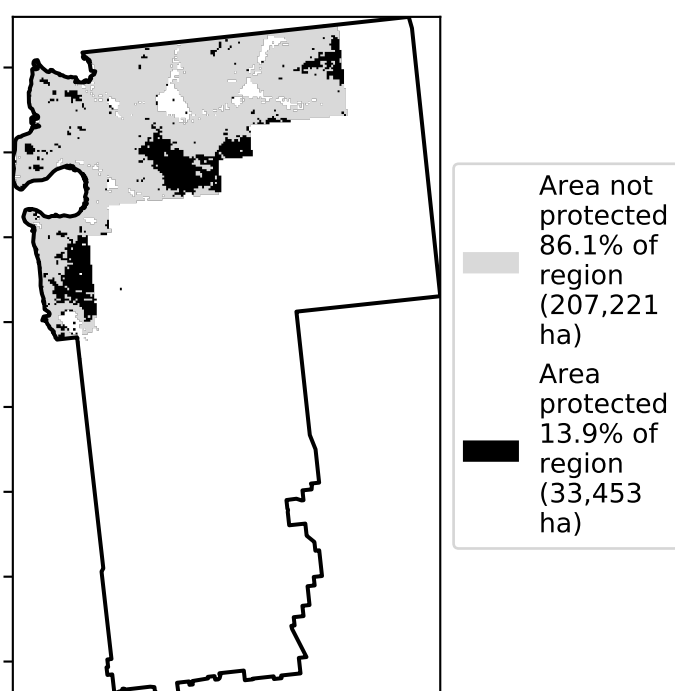 Area not
protected
86.1% of
region
(207,221
ha)
Area
protected
13.9% of
region
(33,453
ha)